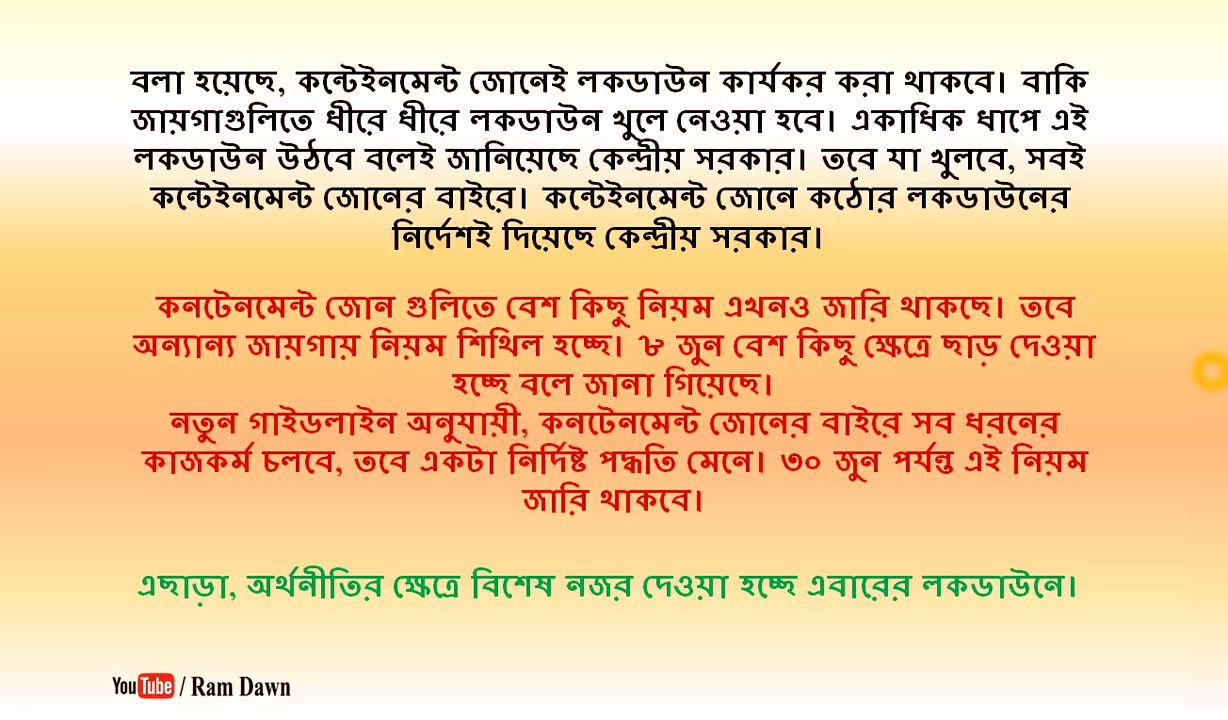 বলা হয়েছে, কন্টেইনমেন্ট জোনেই লকডাউন কার্যকর করা থাকবে। বাকি
জায়গাগুলিতে ধীরে ধীরে লকডাউন খুলে নেওয়া হবে। একাধিক ধাপে এই
লকডাউন উঠবে বলেই জানিয়েছে কেন্দ্রীয় সরকার। তবে যা খুলবে, সবই
কন্টেইনমেন্ট জোনের বাইরে। কন্টেইনমেন্ট জোনে কঠোর লকডাউনের
নির্দেশই দিয়েছে কেন্দ্রীয় সরকার।
কনটেনমেন্ট জোন গুলিতে বেশ কিছু নিয়ম এখনও জারি থাকছে। তবে
অন্যান্য জায়গায় নিয়ম শিথিল হচ্ছে। ৮ জুন বেশ কিছু ক্ষেত্রে ছাড় দেওয়া
হচ্ছে বলে জানা গিয়েছে।
নতুন গাইডলাইন অনুযায়ী, কনটেনমেন্ট জোনের বাইরে সব ধরনের
কাজকর্ম চলবে, তবে একটা নির্দিষ্ট পদ্ধতি মেনে। ৩০ জুন পর্যন্ত এই নিয়ম
জারি থাকবে।
এছাড়া, অর্থনীতির ক্ষেত্রে বিশেষ নজর দেওয়া হচ্ছে এবারের লকডাউনে।
YouTube / Ram Dawn